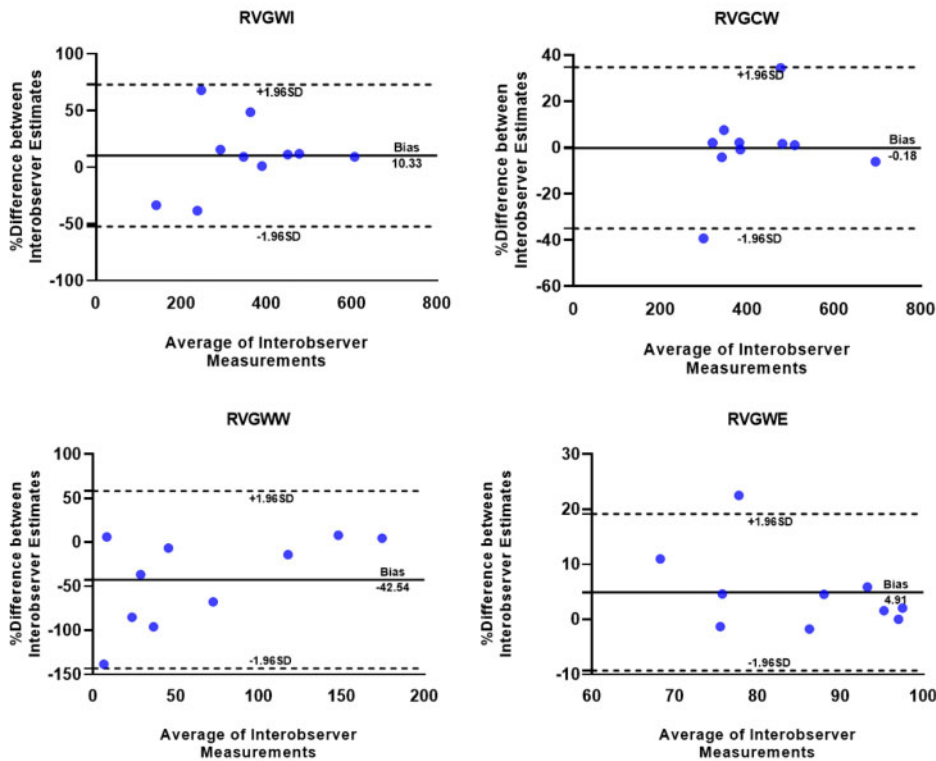 RVGWI
%Difference between
Interobserver Estimates
100
50
0
-50
-100
+1.96SD
Bias
10.33
-1.96SD
0 200 400 600 800
Average of Interobserver
Measurements
RVGCW
%Difference between
Interobserver Estimates
40
20
0
-20
-40
-60
+1.96SD
Bias
-0.18
-1.96SD
0 200 400 600 800
Average of Interobserver
Measurements
RVGWW
%Difference between
Interobserver Estimates
100
50
0
-50
-100
-150
+1.96SD
Bias
-42.54
-1.96SD
0 50 100 150 200
Average of Interobserver
Measurements
RVGWE
%Difference between
Interobserver Estimates
30
20
10
0
-10
+1.96SD
Bias
4.91
-1.96SD
60 70 80 90 100
Average of Interobserver
Measurements